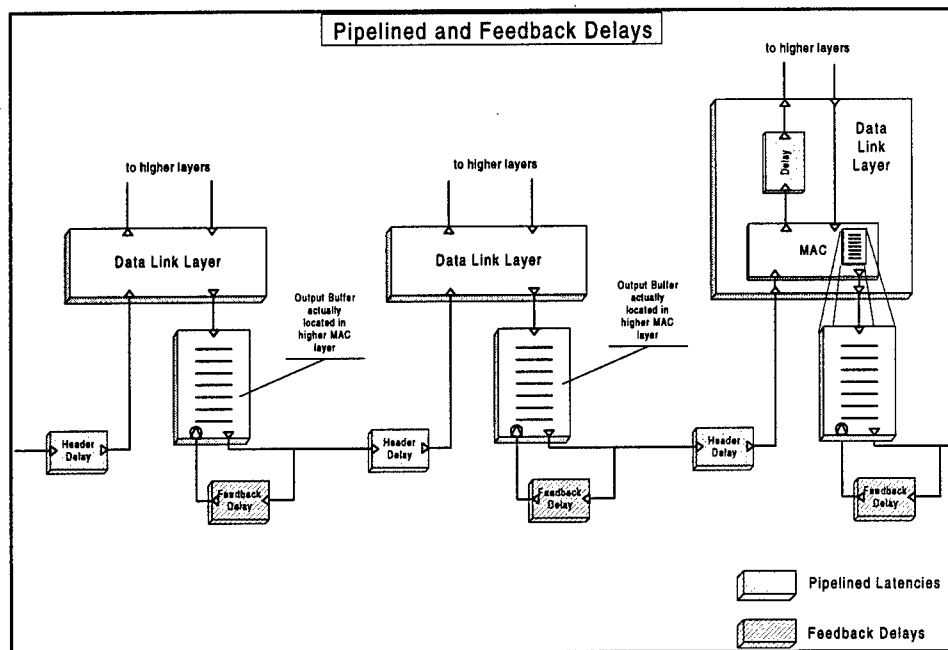 Pipelined and Feedback Delays
to higher layers
Data
Link
Layer
Delay
MAC
to higher layers
to higher layers
Data Link Layer
Data Link Layer
Output Buffer
actually
located in
higher MAC
layer
Output Buffer
actually
located in
higher MAC
layer
Header
Delay
Header
Delay
Header
Delay
Feedback
Delay
Feedback
Delay
Feedback
Delay
Pipelined Latencies
Feedback Delays